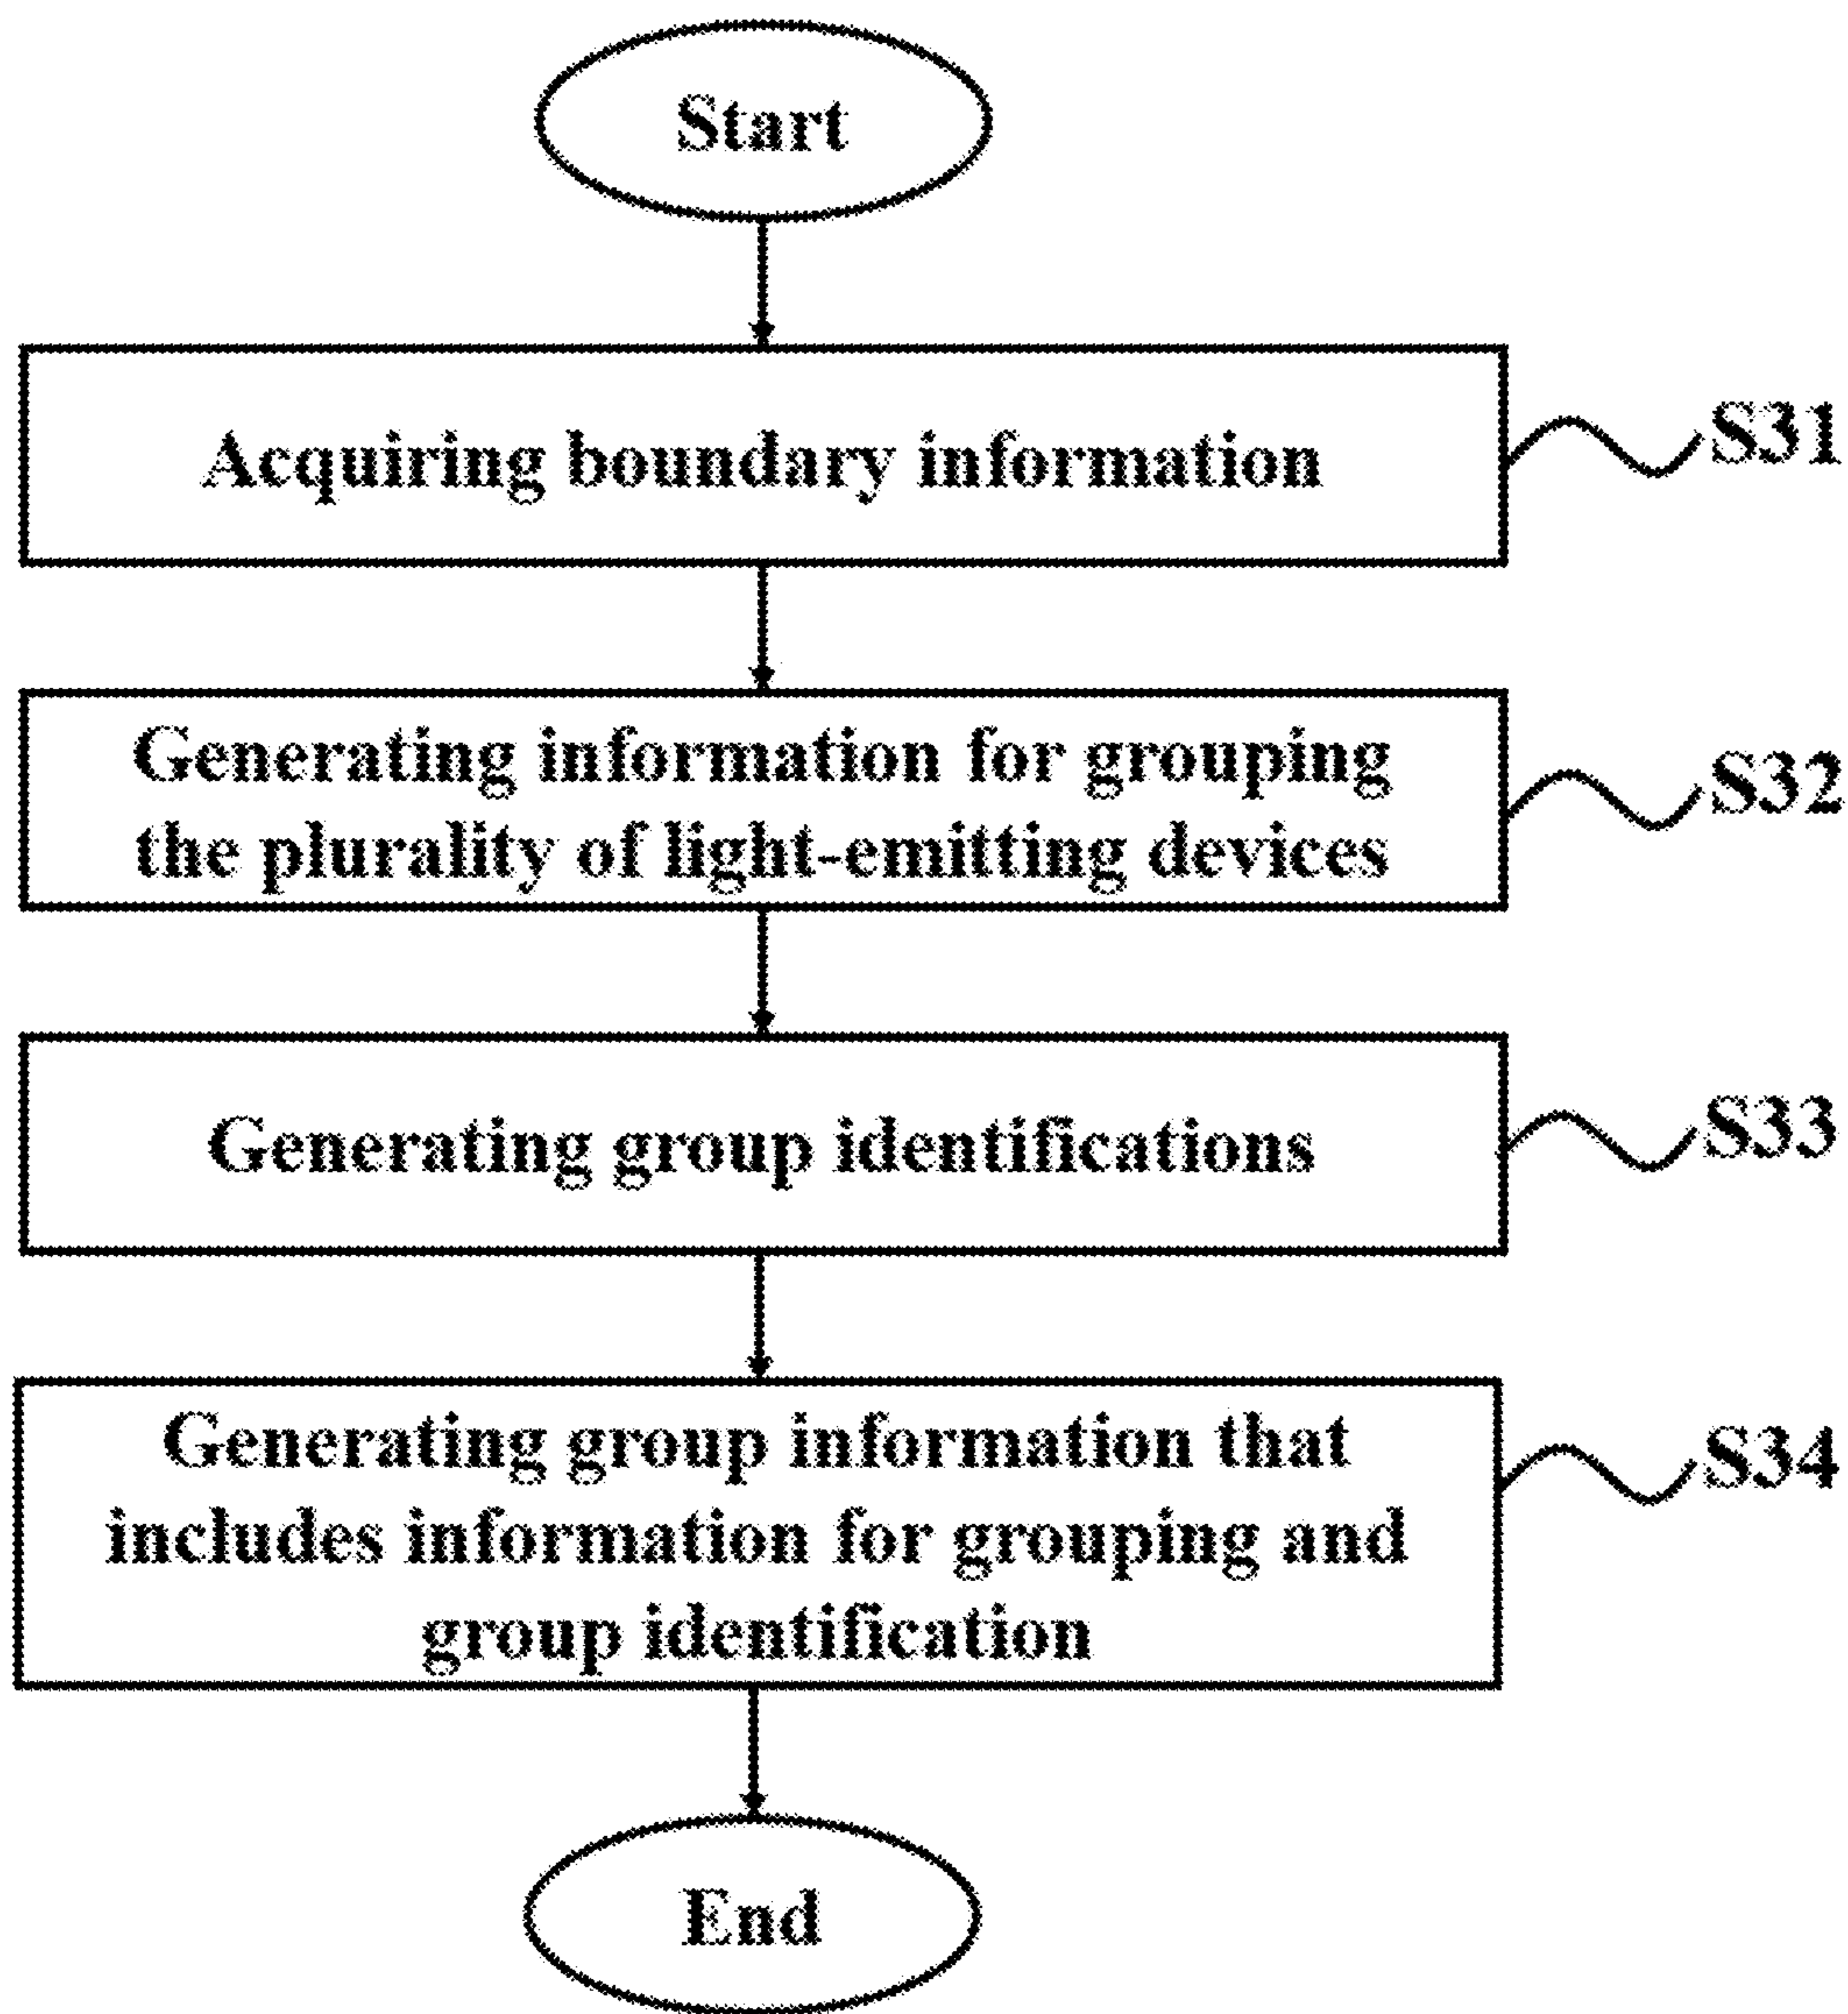 Start
Acquiring boundary information
S31
Generating information for grouping
the plurality of light-emitting devices
S32
Generating group identifications
S33
Generating group information that
includes information for grouping and
group identification
S34
End